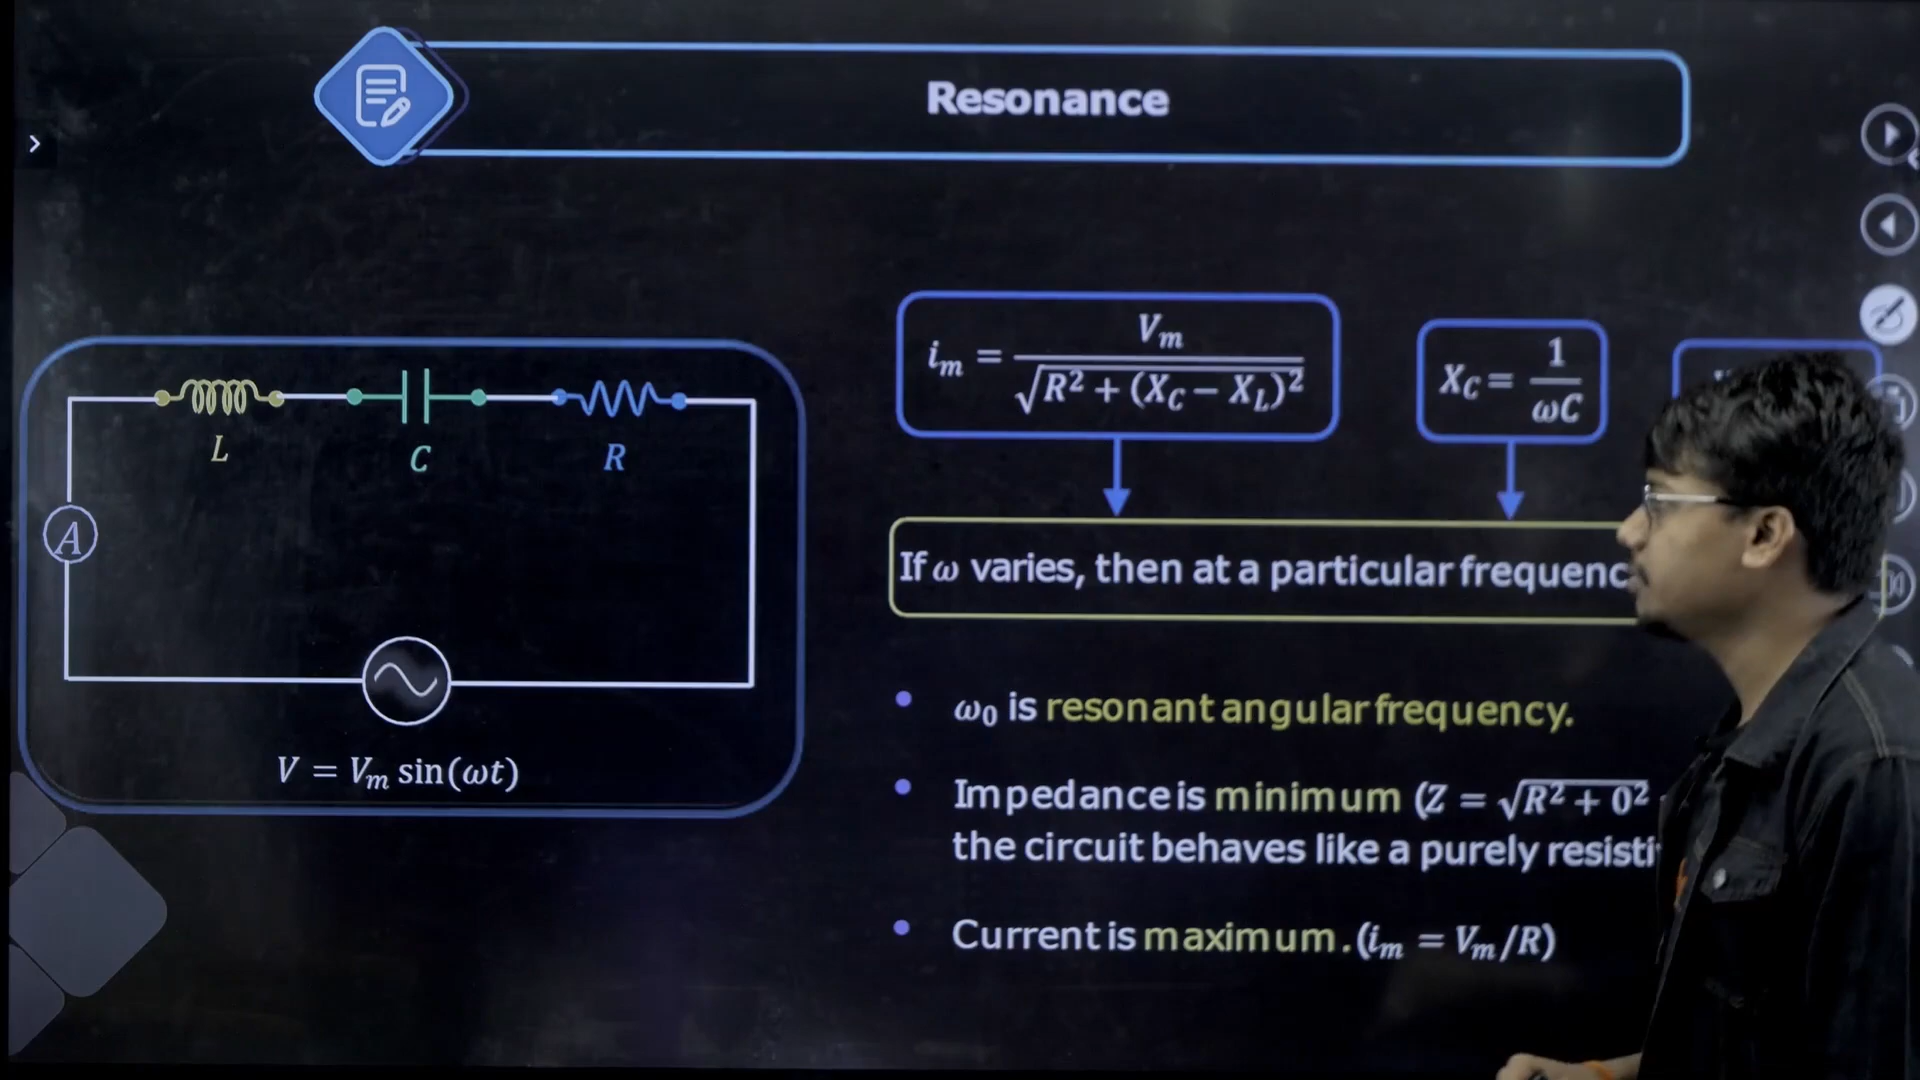 Resonance
i_m = V_m / √(R² + (X_C − X_L)²)
X_C = 1 / ωC
L
C
R
A
If ω varies, then at a particular
ω₀ is resonant angular frequency.
Impedance is minimum (Z = √(R² + 0²)
the circuit behaves like a purely
V = V_m sin(ωt)
Current is maximum. (i_m = V_m/R)